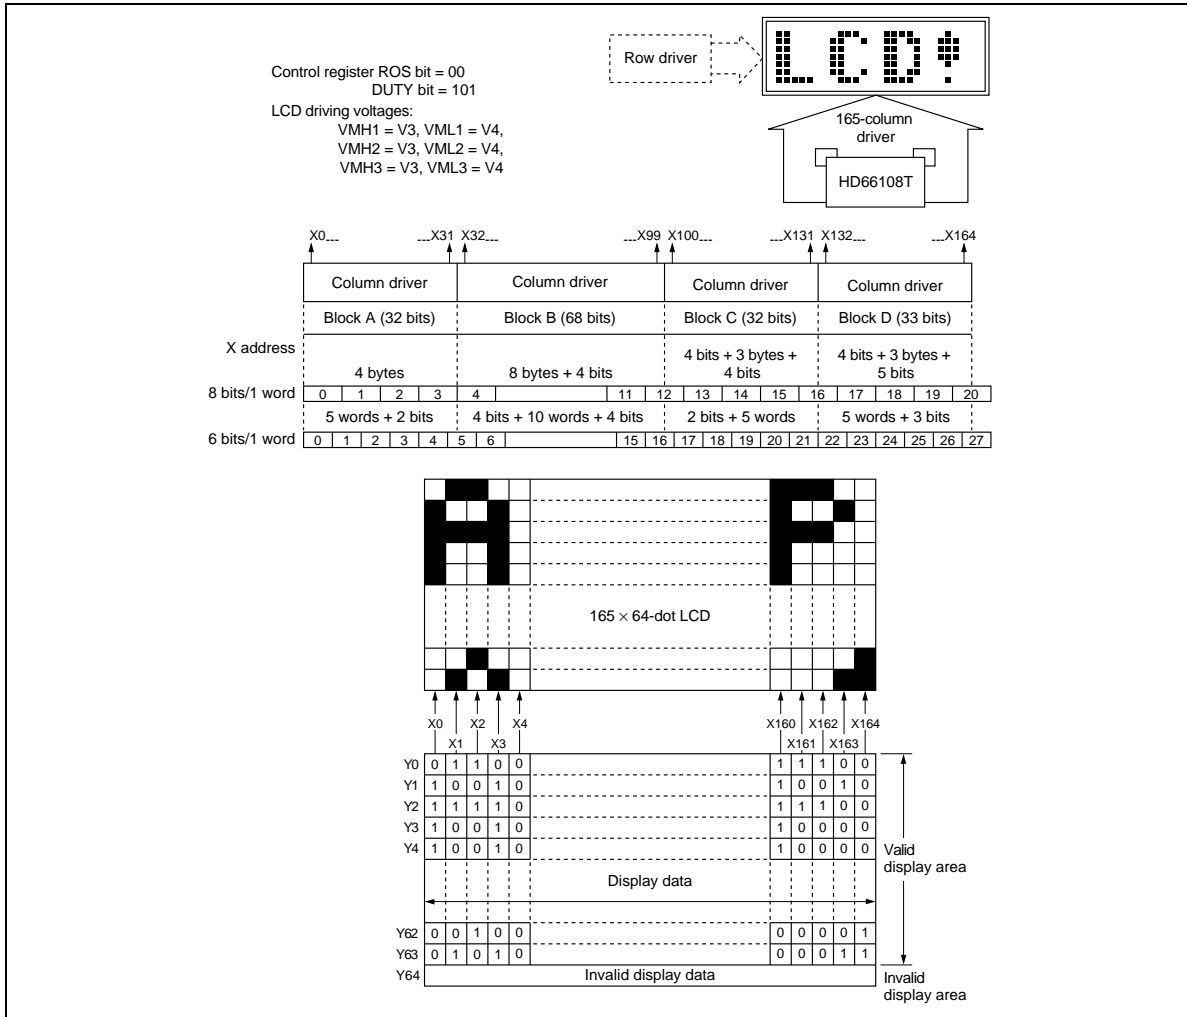 Control register ROS bit = 00
DUTY bit = 101
LCD driving voltages:
VMH1 = V3, VML1 = V4,
VMH2 = V3, VML2 = V4,
VMH3 = V3, VML3 = V4
Row driver
LCD
165-column
driver
HD66108T
X0--- ---X31 X32--- ---X99 X100--- ---X131 X132--- ---X164
Column driver Column driver Column driver Column driver
Block A (32 bits) Block B (68 bits) Block C (32 bits) Block D (33 bits)
X address
4 bytes 8 bytes + 4 bits 4 bits + 3 bytes + 4 bits 4 bits + 3 bytes + 5 bits
8 bits/1 word 0 1 2 3 4 11 12 13 14 15 16 17 18 19 20
5 words + 2 bits 4 bits + 10 words + 4 bits 2 bits + 5 words 5 words + 3 bits
6 bits/1 word 0 1 2 3 4 5 6 15 16 17 18 19 20 21 22 23 24 25 26 27
165 × 64-dot LCD
X0 X2 X4 X160 X162 X164
X1 X3 X161 X163
Y0 0 1 1 0 0 1 1 1 0 0
Y1 1 0 0 1 0 1 0 0 1 0
Y2 1 1 1 1 0 1 1 1 0 0
Y3 1 0 0 1 0 1 0 0 0 0
Y4 1 0 0 1 0 1 0 0 0 0
Valid
display area
Display data
Y62 0 0 1 0 0 0 0 0 0 1
Y63 0 1 0 1 0 0 0 0 1 1
Y64 Invalid display data
Invalid
display area